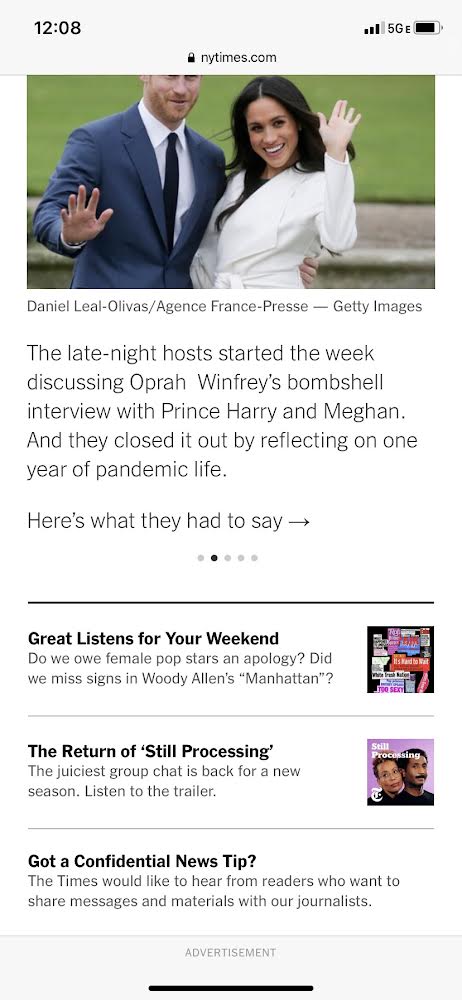 12:08
5GE
nytimes.com
Daniel Leal-Olivas/Agence France-Presse — Getty Images
The late-night hosts started the week
discussing Oprah  Winfrey’s bombshell
interview with Prince Harry and Meghan.
And they closed it out by reflecting on one
year of pandemic life.
Here’s what they had to say →
Great Listens for Your Weekend
Do we owe female pop stars an apology? Did
we miss signs in Woody Allen’s “Manhattan”?
It's Hard to Wait
White Trash Nation
TOO SEXY
The Return of ‘Still Processing’
The juiciest group chat is back for a new
season. Listen to the trailer.
Still
Processing
Got a Confidential News Tip?
The Times would like to hear from readers who want to
share messages and materials with our journalists.
ADVERTISEMENT